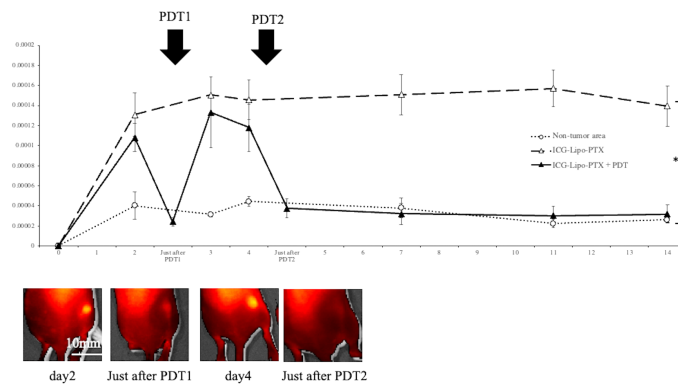 PDT1
PDT2
0.0002
0.00018
0.00016
0.00014
0.00012
0.0001
0.00008
0.00006
0.00004
0.00002
0
Non-tumor area
ICG-Lipo-PTX
ICG-Lipo-PTX + PDT
*
0 1 2 Just after PDT1 3 4 Just after PDT2 5 6 7 8 9 10 11 12 13 14
10mm
day2 Just after PDT1 day4 Just after PDT2